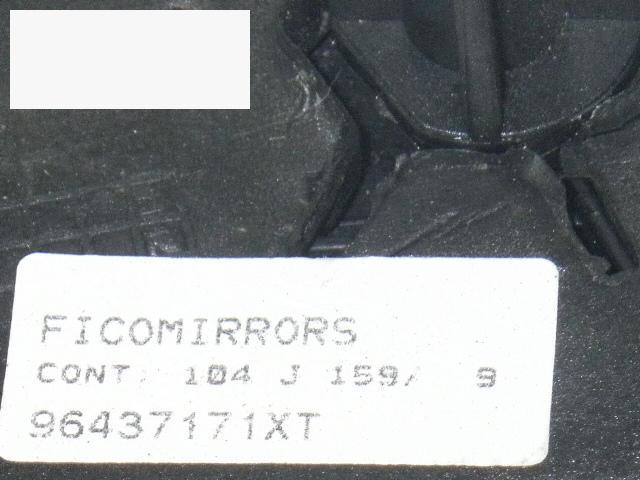 FICOMIRRORS
CONT. 104 J 159/ 9
96437171XT